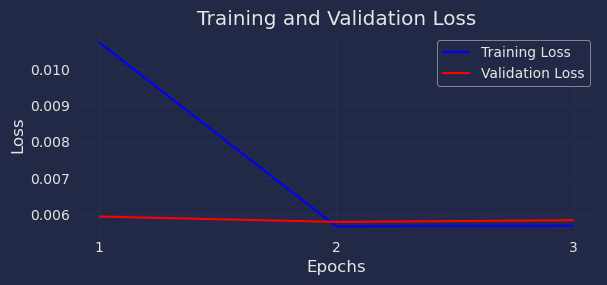 Training and Validation Loss
Training Loss
Validation Loss
0.010
0.009
0.008
0.007
0.006
Loss
1
2
3
Epochs